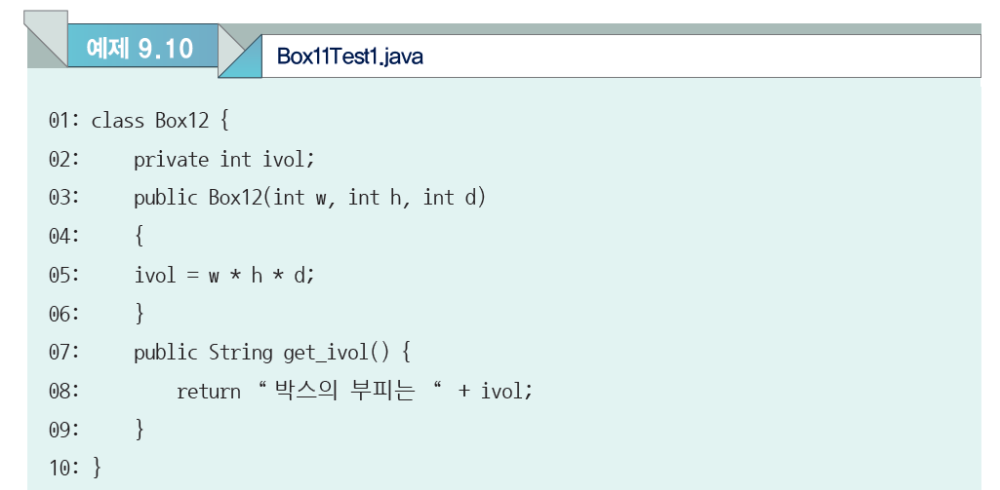 예제 9.10
Box11Test1.java
01: class Box12 {
02: private int ivol;
03: public Box12(int w, int h, int d)
04: {
05: ivol = w * h * d;
06: }
07: public String get_ivol() {
08: return “ 박스의 부피는 “ + ivol;
09: }
10: }